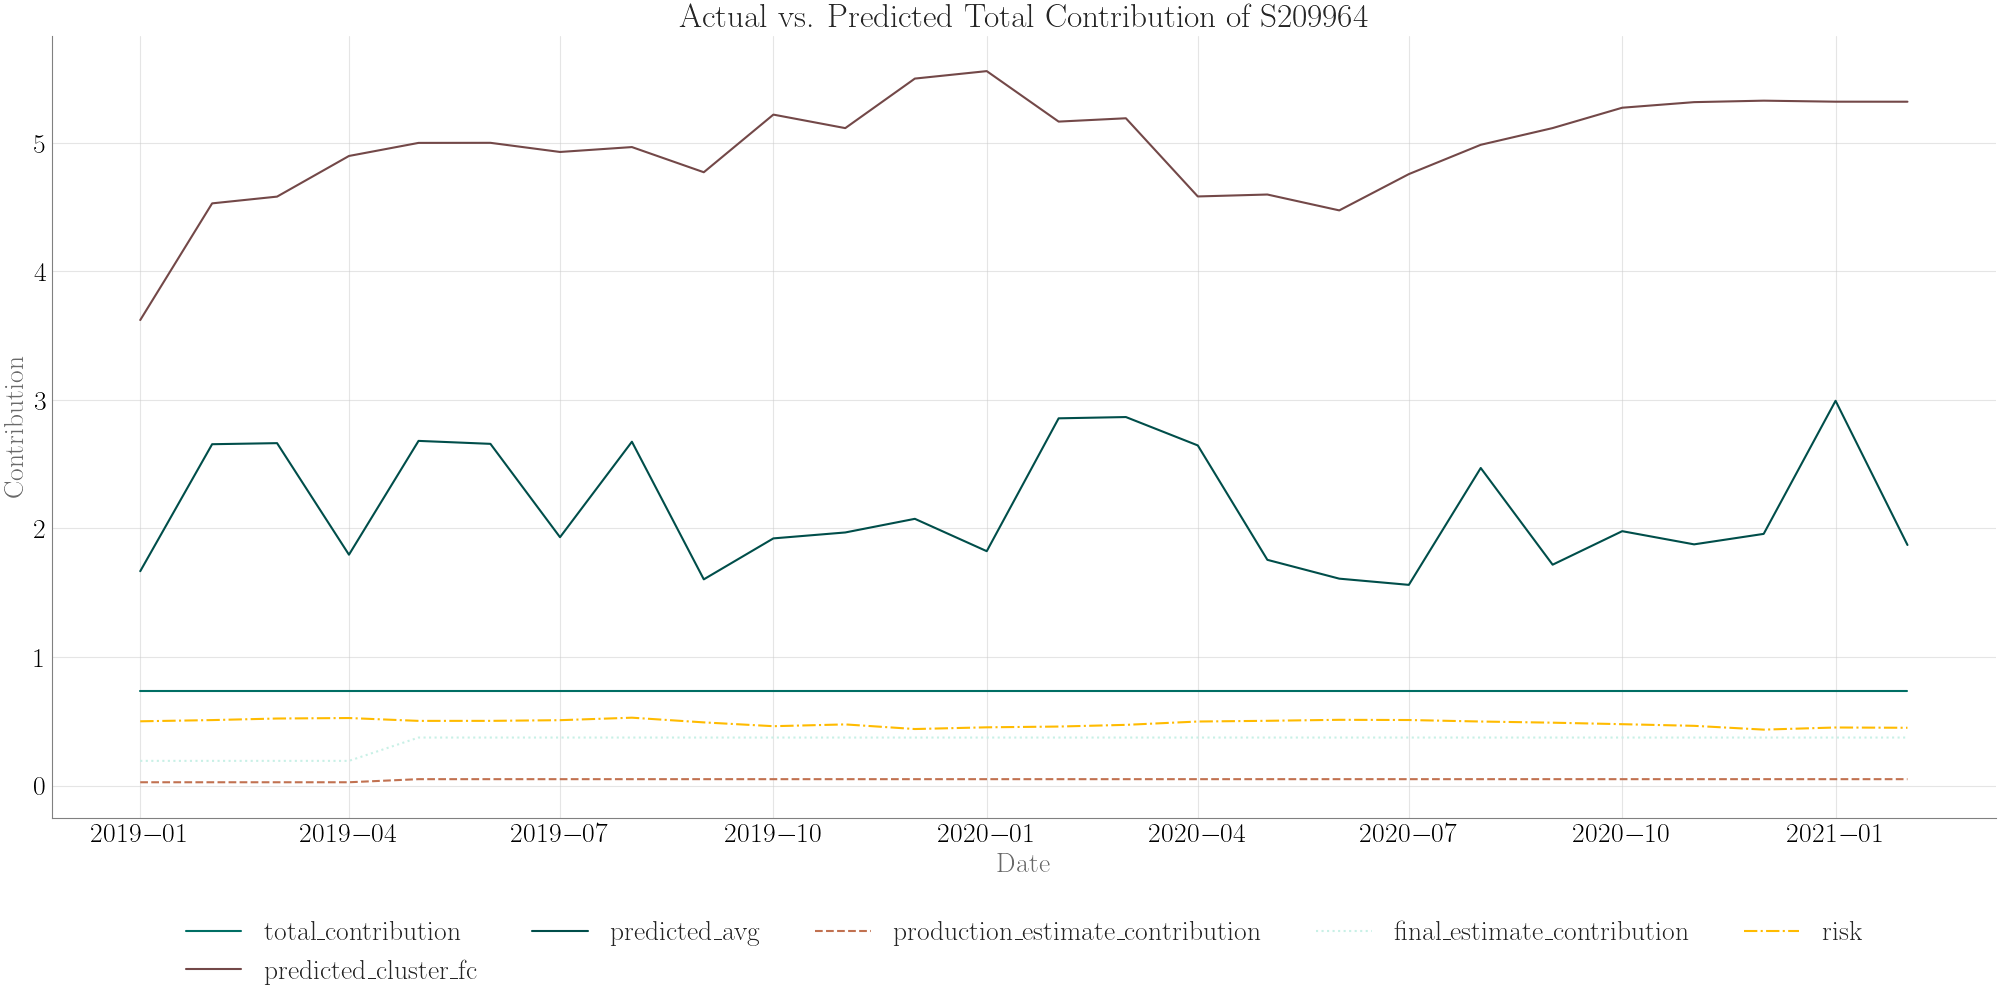 Actual vs. Predicted Total Contribution of S209964
5
4
3
2
1
0
Contribution
2019–01 2019–04 2019–07 2019–10 2020–01 2020–04 2020–07 2020–10 2021–01
Date
total_contribution predicted_avg production_estimate_contribution final_estimate_contribution risk
predicted_cluster_fc